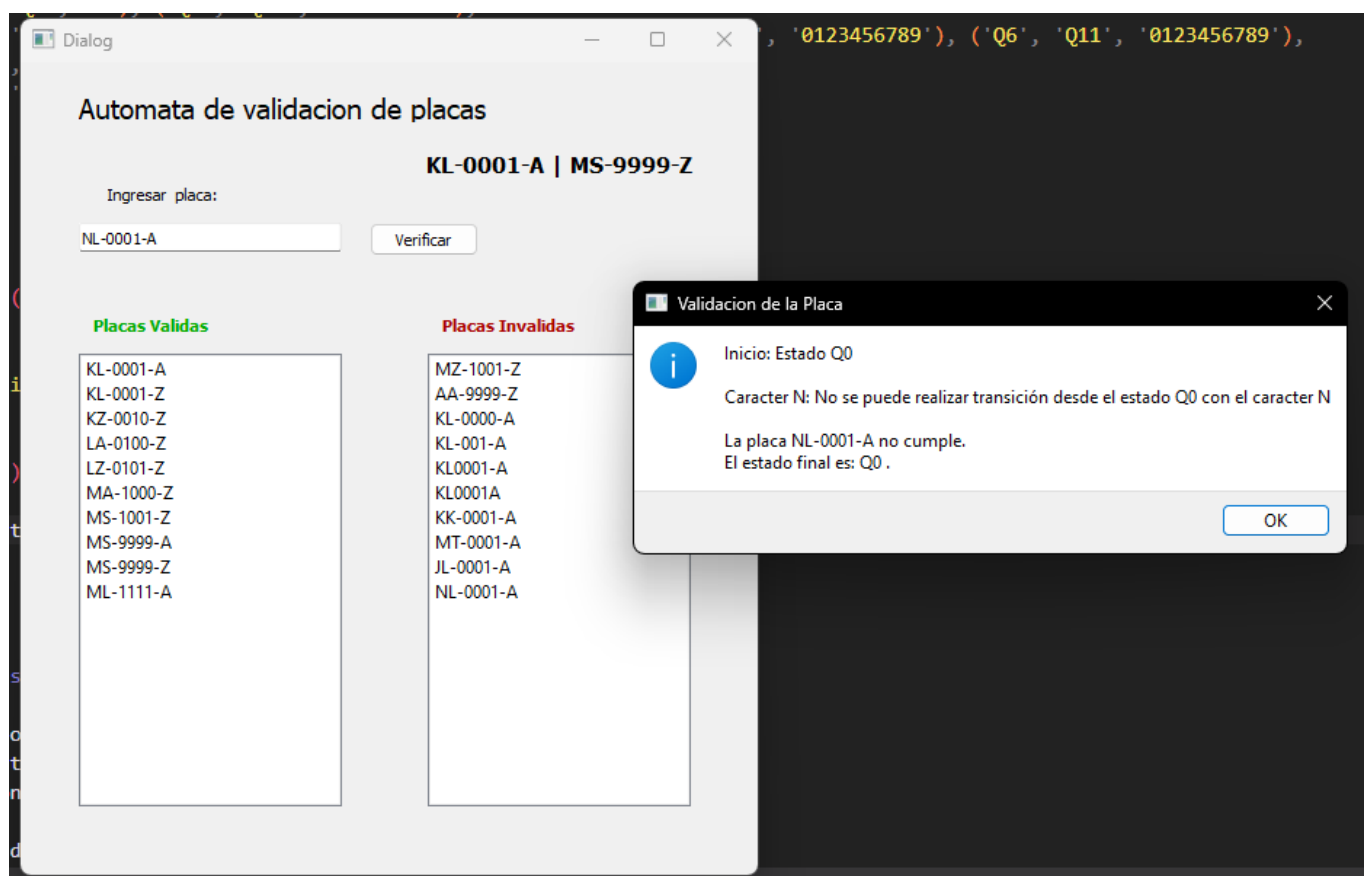 , '0123456789'), ('Q6', 'Q11', '0123456789'),
Dialog
Automata de validacion de placas
KL-0001-A | MS-9999-Z
Ingresar placa:
NL-0001-A
Verificar
Placas Validas
KL-0001-A
KL-0001-Z
KZ-0010-Z
LA-0100-Z
LZ-0101-Z
MA-1000-Z
MS-1001-Z
MS-9999-A
MS-9999-Z
ML-1111-A
Placas Invalidas
MZ-1001-Z
AA-9999-Z
KL-0000-A
KL-001-A
KL0001-A
KL0001A
KK-0001-A
MT-0001-A
JL-0001-A
NL-0001-A
Validacion de la Placa
Inicio: Estado Q0
Caracter N: No se puede realizar transición desde el estado Q0 con el caracter N
La placa NL-0001-A no cumple.
El estado final es: Q0 .
OK